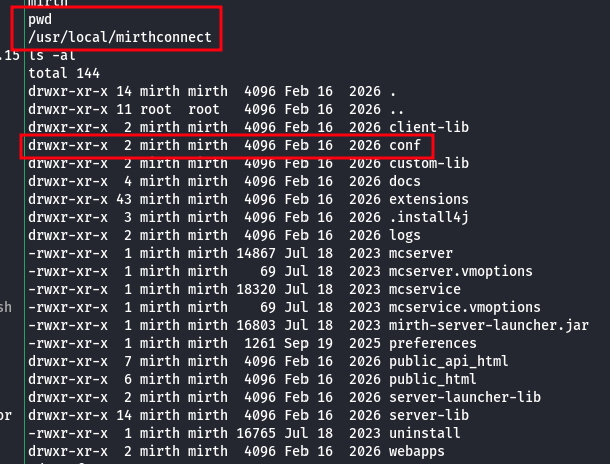 mirth
pwd
/usr/local/mirthconnect
.15 ls -al
total 144
drwxr-xr-x 14 mirth mirth  4096 Feb 16  2026 .
drwxr-xr-x 11 root  root   4096 Feb 16  2026 ..
drwxr-xr-x  2 mirth mirth  4096 Feb 16  2026 client-lib
drwxr-xr-x  2 mirth mirth  4096 Feb 16  2026 conf
drwxr-xr-x  2 mirth mirth  4096 Feb 16  2026 custom-lib
drwxr-xr-x  4 mirth mirth  4096 Feb 16  2026 docs
drwxr-xr-x 43 mirth mirth  4096 Feb 16  2026 extensions
drwxr-xr-x  3 mirth mirth  4096 Feb 16  2026 .install4j
drwxr-xr-x  2 mirth mirth  4096 Feb 16  2026 logs
-rwxr-xr-x  1 mirth mirth 14867 Jul 18  2023 mcserver
-rwxr-xr-x  1 mirth mirth    69 Jul 18  2023 mcserver.vmoptions
-rwxr-xr-x  1 mirth mirth 18320 Jul 18  2023 mcservice
sh -rwxr-xr-x  1 mirth mirth    69 Jul 18  2023 mcservice.vmoptions
-rwxr-xr-x  1 mirth mirth 16803 Jul 18  2023 mirth-server-launcher.jar
-rwxr-xr-x  1 mirth mirth  1261 Sep 19  2025 preferences
drwxr-xr-x  7 mirth mirth  4096 Feb 16  2026 public_api_html
drwxr-xr-x  6 mirth mirth  4096 Feb 16  2026 public_html
drwxr-xr-x  2 mirth mirth  4096 Feb 16  2026 server-launcher-lib
or drwxr-xr-x 14 mirth mirth  4096 Feb 16  2026 server-lib
-rwxr-xr-x  1 mirth mirth 16765 Jul 18  2023 uninstall
drwxr-xr-x  2 mirth mirth  4096 Feb 16  2026 webapps